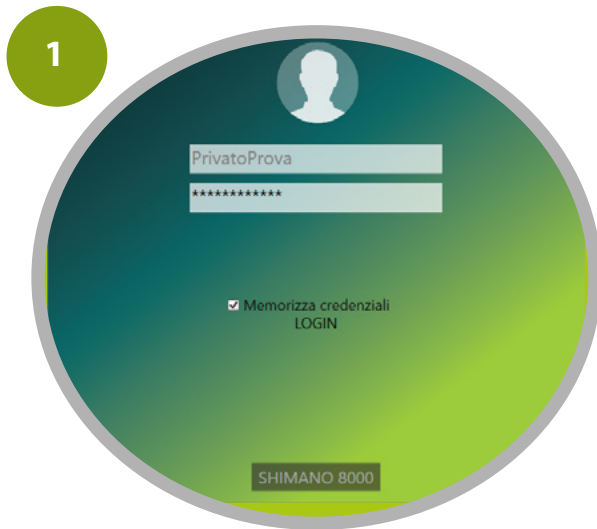 1
PrivatoProva
************
Memorizza credenziali
LOGIN
SHIMANO 8000